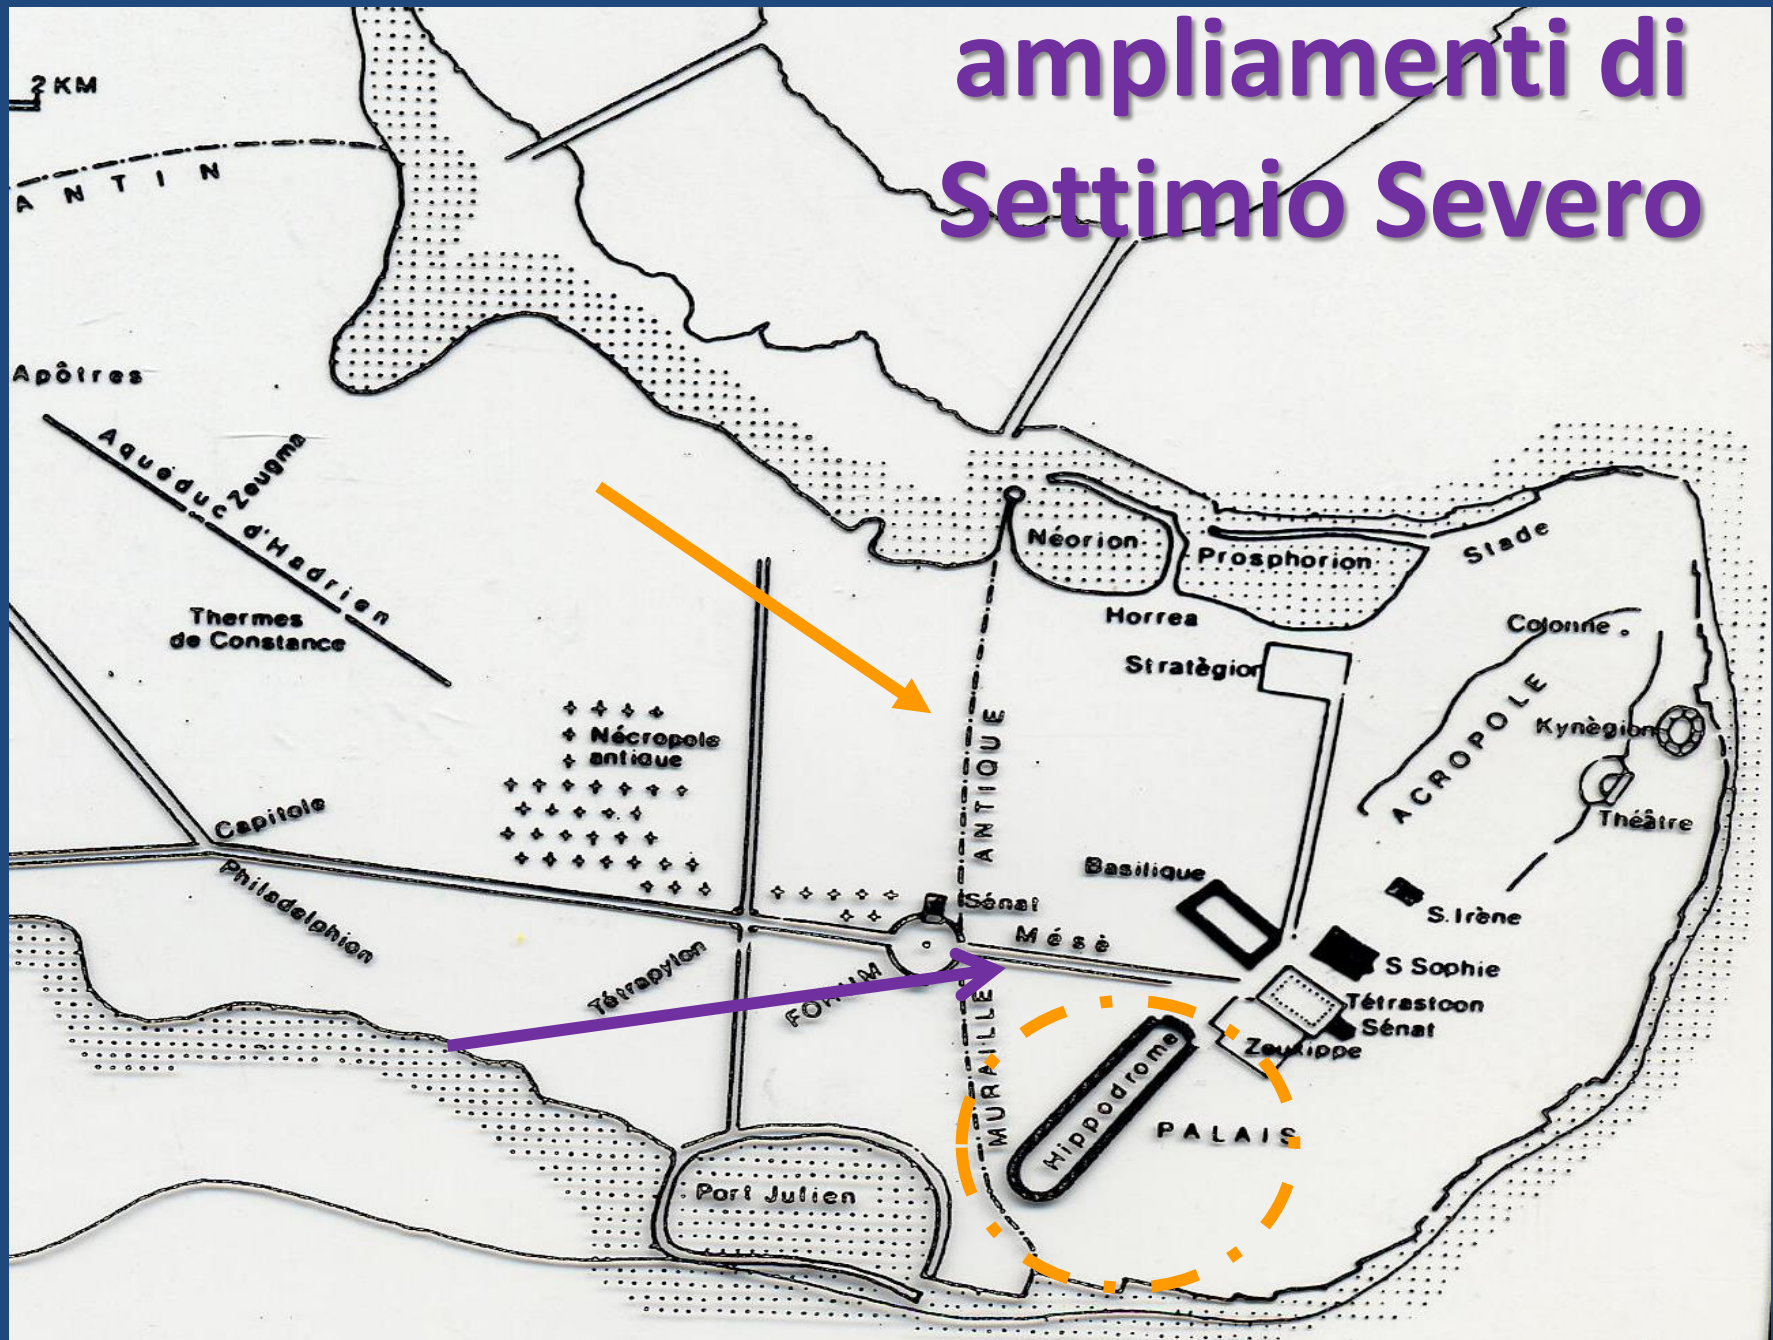 ampliamenti di
Settimio Severo
2 KM
ANTIN
Apôtres
Aquéduc d'Hadrien
Zeugma
Thermes
de Constance
Nécropole
antique
Capitole
Philadelphion
Tétrapylon
FORUM
Sénat
Mésè
MURAILLE ANTIQUE
Néorion
Prosphorion
Stade
Horrea
Stratègion
Colonne
ACROPOLE
Kynègion
Théâtre
Basilique
S. Irène
S Sophie
Tétrastoon
Sénat
Zeuxippe
Hippodrome
PALAIS
Port Julien